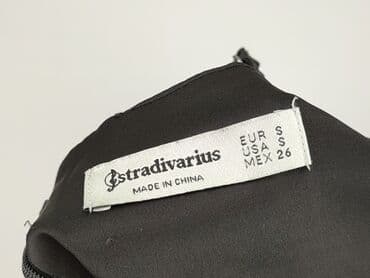 stradivarius
MADE IN CHINA
EUR S
USA S
MEX 26